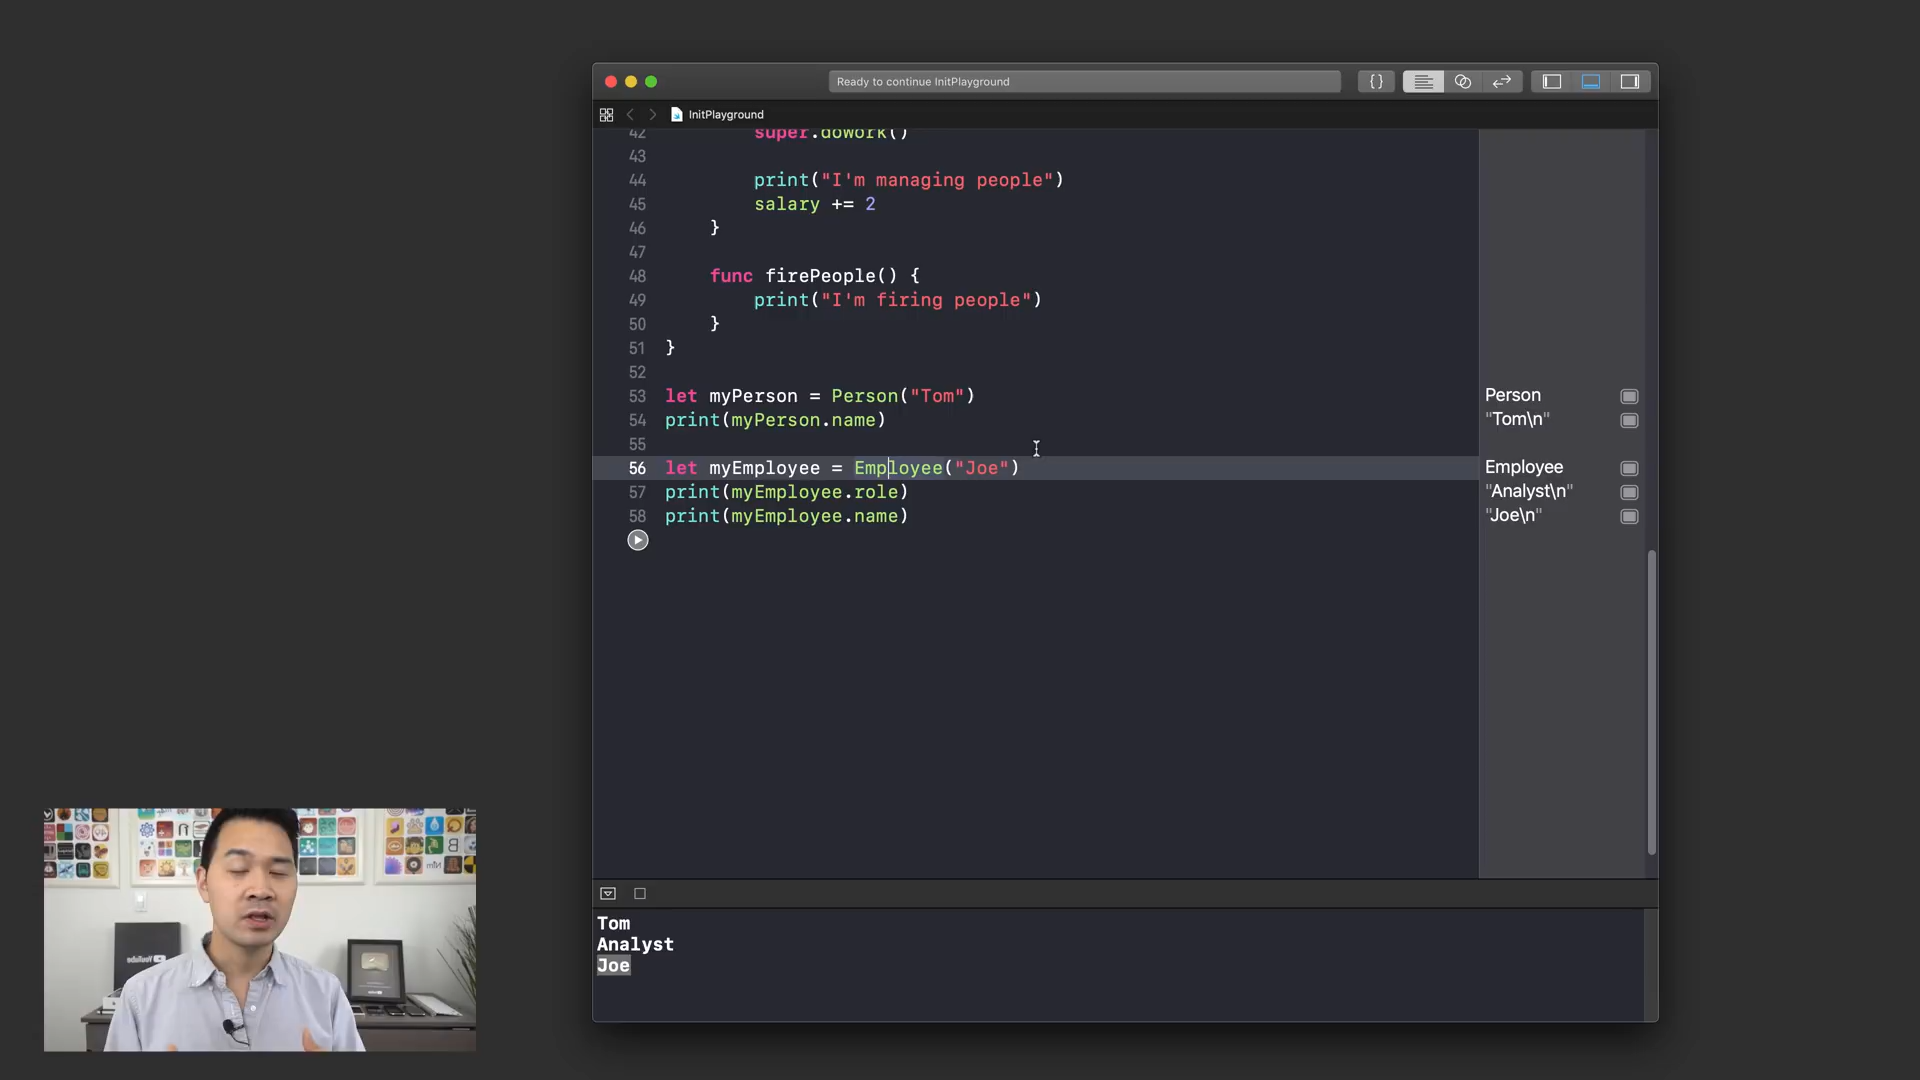 Ready to continue InitPlayground
{}
InitPlayground
42 super.doWork()
43
44 print("I'm managing people")
45 salary += 2
46 }
47
48 func firePeople() {
49 print("I'm firing people")
50 }
51 }
52
53 let myPerson = Person("Tom")
Person
54 print(myPerson.name)
"Tom\n"
55
56 let myEmployee = Employee("Joe")
Employee
57 print(myEmployee.role)
"Analyst\n"
58 print(myEmployee.name)
"Joe\n"
Tom
Analyst
Joe